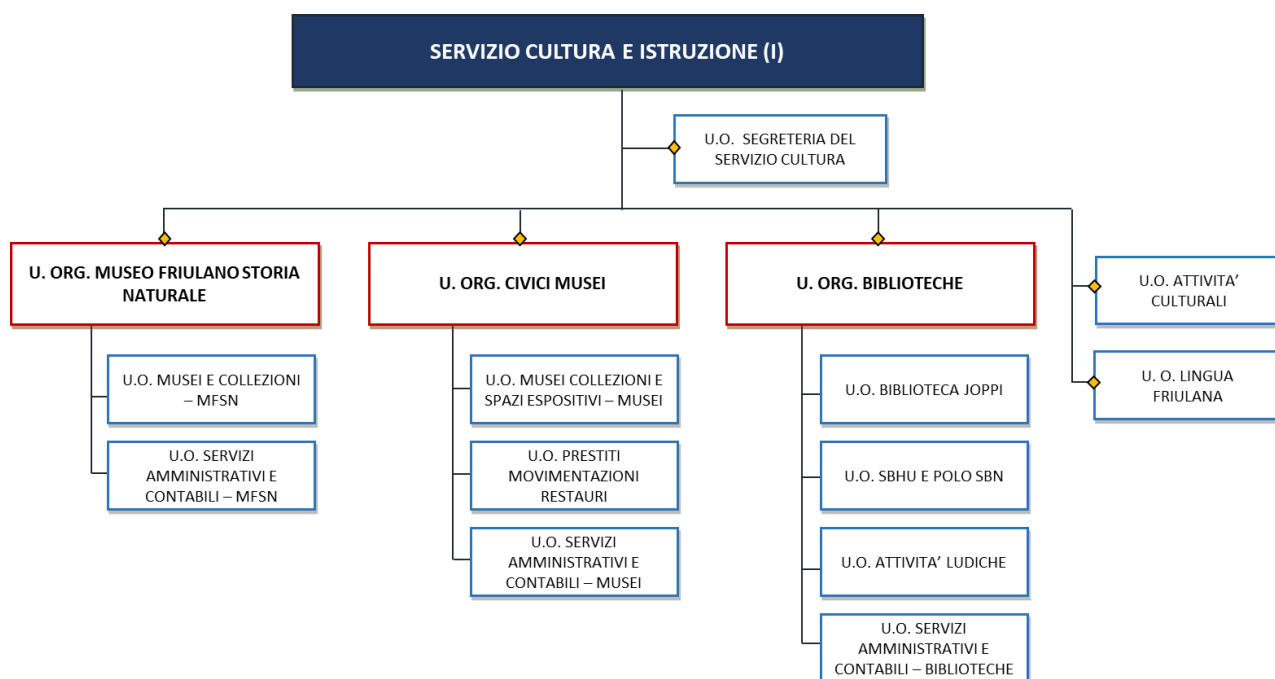 SERVIZIO CULTURA E ISTRUZIONE (I)
U.O. SEGRETERIA DEL
SERVIZIO CULTURA
U. ORG. MUSEO FRIULANO STORIA
NATURALE
U.O. MUSEI E COLLEZIONI
– MFSN
U.O. SERVIZI
AMMINISTRATIVI E
CONTABILI – MFSN
U. ORG. CIVICI MUSEI
U.O. MUSEI COLLEZIONI E
SPAZI ESPOSITIVI – MUSEI
U.O. PRESTITI
MOVIMENTAZIONI
RESTAURI
U.O. SERVIZI
AMMINISTRATIVI E
CONTABILI – MUSEI
U. ORG. BIBLIOTECHE
U.O. BIBLIOTECA JOPPI
U.O. SBHU E POLO SBN
U.O. ATTIVITA’ LUDICHE
U.O. SERVIZI
AMMINISTRATIVI E
CONTABILI – BIBLIOTECHE
U.O. ATTIVITA’
CULTURALI
U. O. LINGUA
FRIULANA